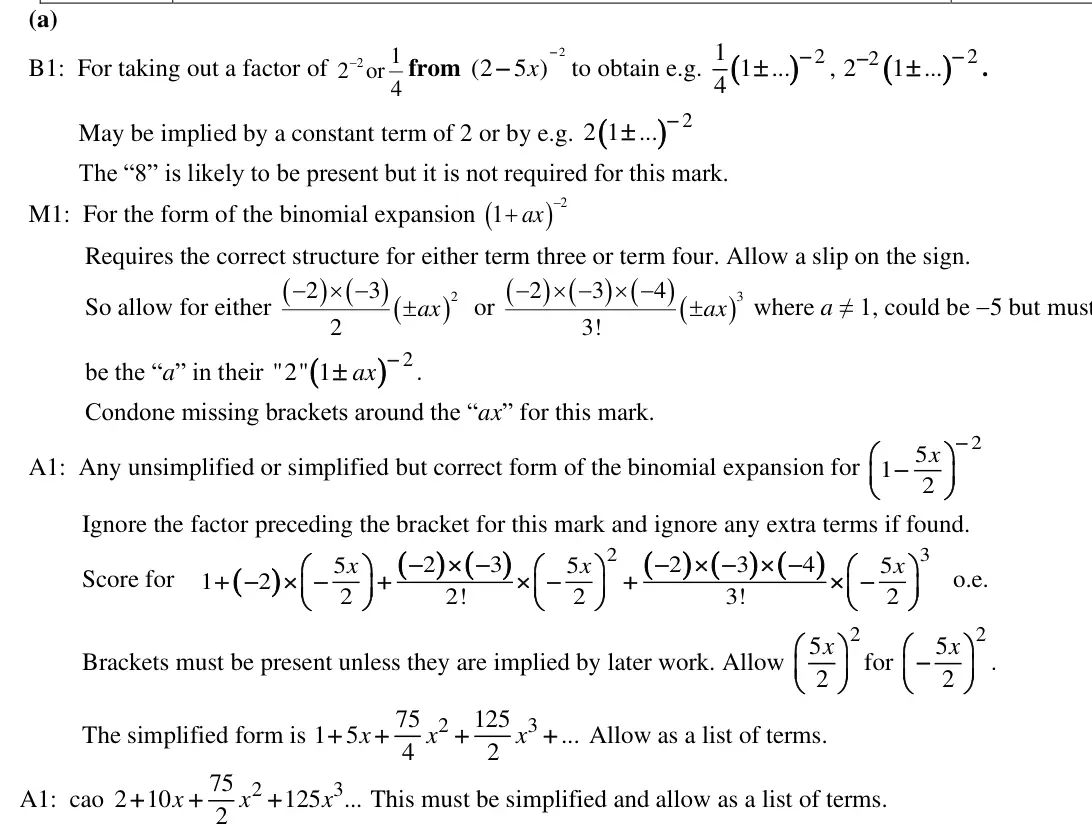 (a)
B1: For taking out a factor of 2⁻² or 1/4 from (2−5x)⁻² to obtain e.g. 1/4(1±...)⁻², 2⁻²(1±...)⁻².
May be implied by a constant term of 2 or by e.g. 2(1±...)⁻²
The “8” is likely to be present but it is not required for this mark.
M1: For the form of the binomial expansion (1+ax)⁻²
Requires the correct structure for either term three or term four. Allow a slip on the sign.
So allow for either (−2)×(−3)/2 (±ax)² or (−2)×(−3)×(−4)/3! (±ax)³ where a ≠ 1, could be −5 but must
be the “a” in their "2"(1±ax)⁻².
Condone missing brackets around the “ax” for this mark.
A1: Any unsimplified or simplified but correct form of the binomial expansion for (1−5x/2)⁻²
Ignore the factor preceding the bracket for this mark and ignore any extra terms if found.
Score for 1+(−2)×(−5x/2)+(−2)×(−3)/2!×(−5x/2)²+(−2)×(−3)×(−4)/3!×(−5x/2)³ o.e.
Brackets must be present unless they are implied by later work. Allow (5x/2)² for (−5x/2)².
The simplified form is 1+5x+75/4x²+125/2x³+... Allow as a list of terms.
A1: cao 2+10x+75/2x²+125x³... This must be simplified and allow as a list of terms.